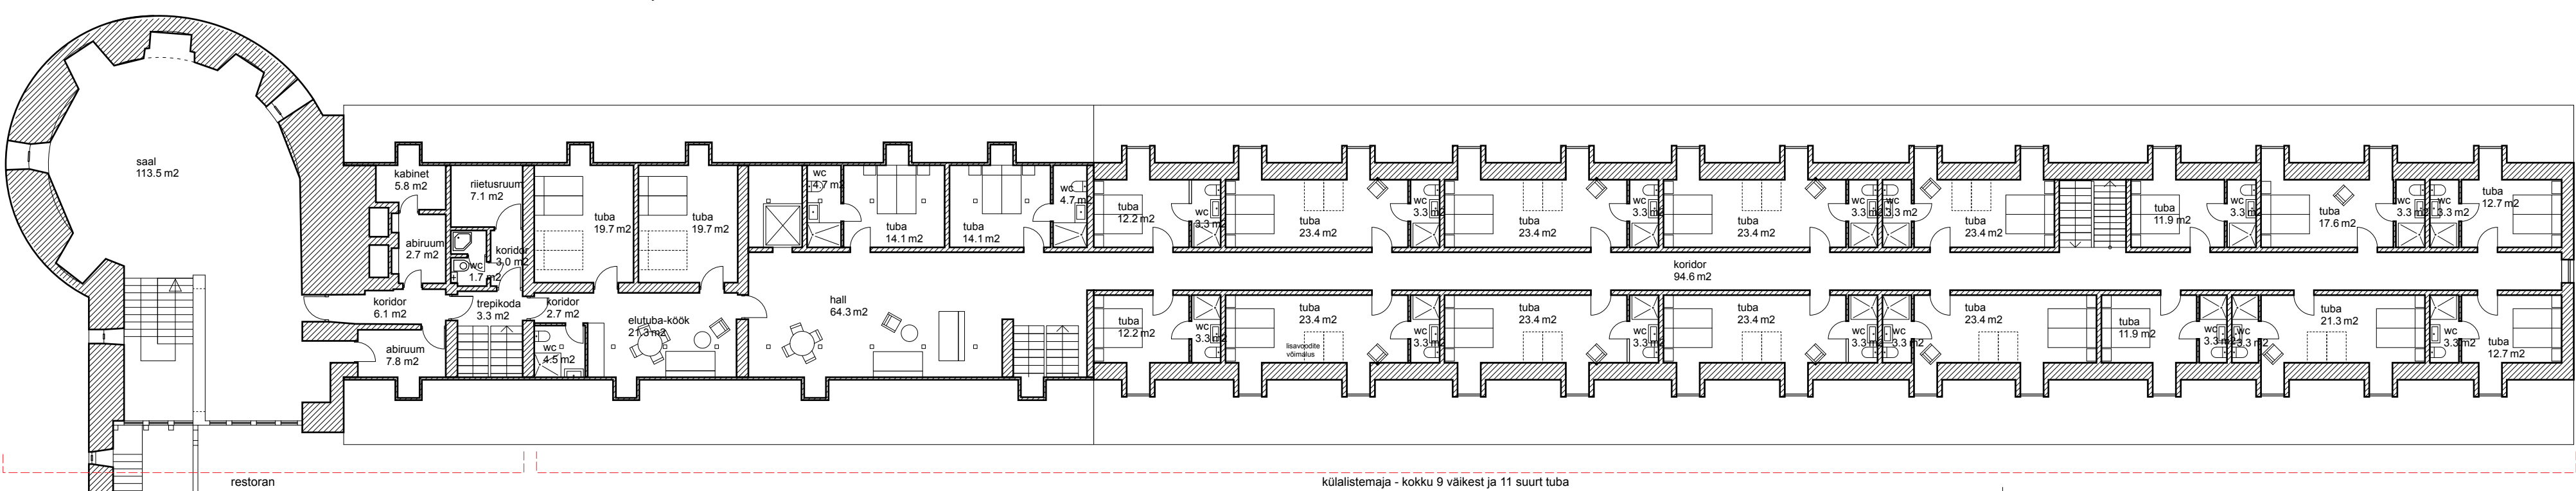 saal
113.5 m2
kabinet
5.8 m2
riietusruum
7.1 m2
abiruum
2.7 m2
koridor
3.0 m2
wc
1.7 m2
koridor
6.1 m2
trepikoda
3.3 m2
koridor
2.7 m2
abiruum
7.8 m2
wc
4.5 m2
tuba
19.7 m2
tuba
19.7 m2
elutuba-köök
21.3 m2
hall
64.3 m2
wc
4.7 m2
tuba
14.1 m2
tuba
14.1 m2
wc
4.7 m2
tuba
12.2 m2
wc
3.3 m2
tuba
23.4 m2
wc
3.3 m2
tuba
23.4 m2
wc
3.3 m2
tuba
23.4 m2
wc
3.3 m2
wc
3.3 m2
tuba
23.4 m2
tuba
11.9 m2
wc
3.3 m2
tuba
17.6 m2
wc
3.3 m2
wc
3.3 m2
tuba
12.7 m2
koridor
94.6 m2
tuba
12.2 m2
wc
3.3 m2
tuba
23.4 m2
lisavoodite
võimalus
wc
3.3 m2
tuba
23.4 m2
wc
3.3 m2
tuba
23.4 m2
wc
3.3 m2
wc
3.3 m2
tuba
23.4 m2
tuba
11.9 m2
wc
3.3 m2
wc
3.3 m2
tuba
21.3 m2
wc
3.3 m2
tuba
12.7 m2
restoran
külalistemaja - kokku 9 väikest ja 11 suurt tuba